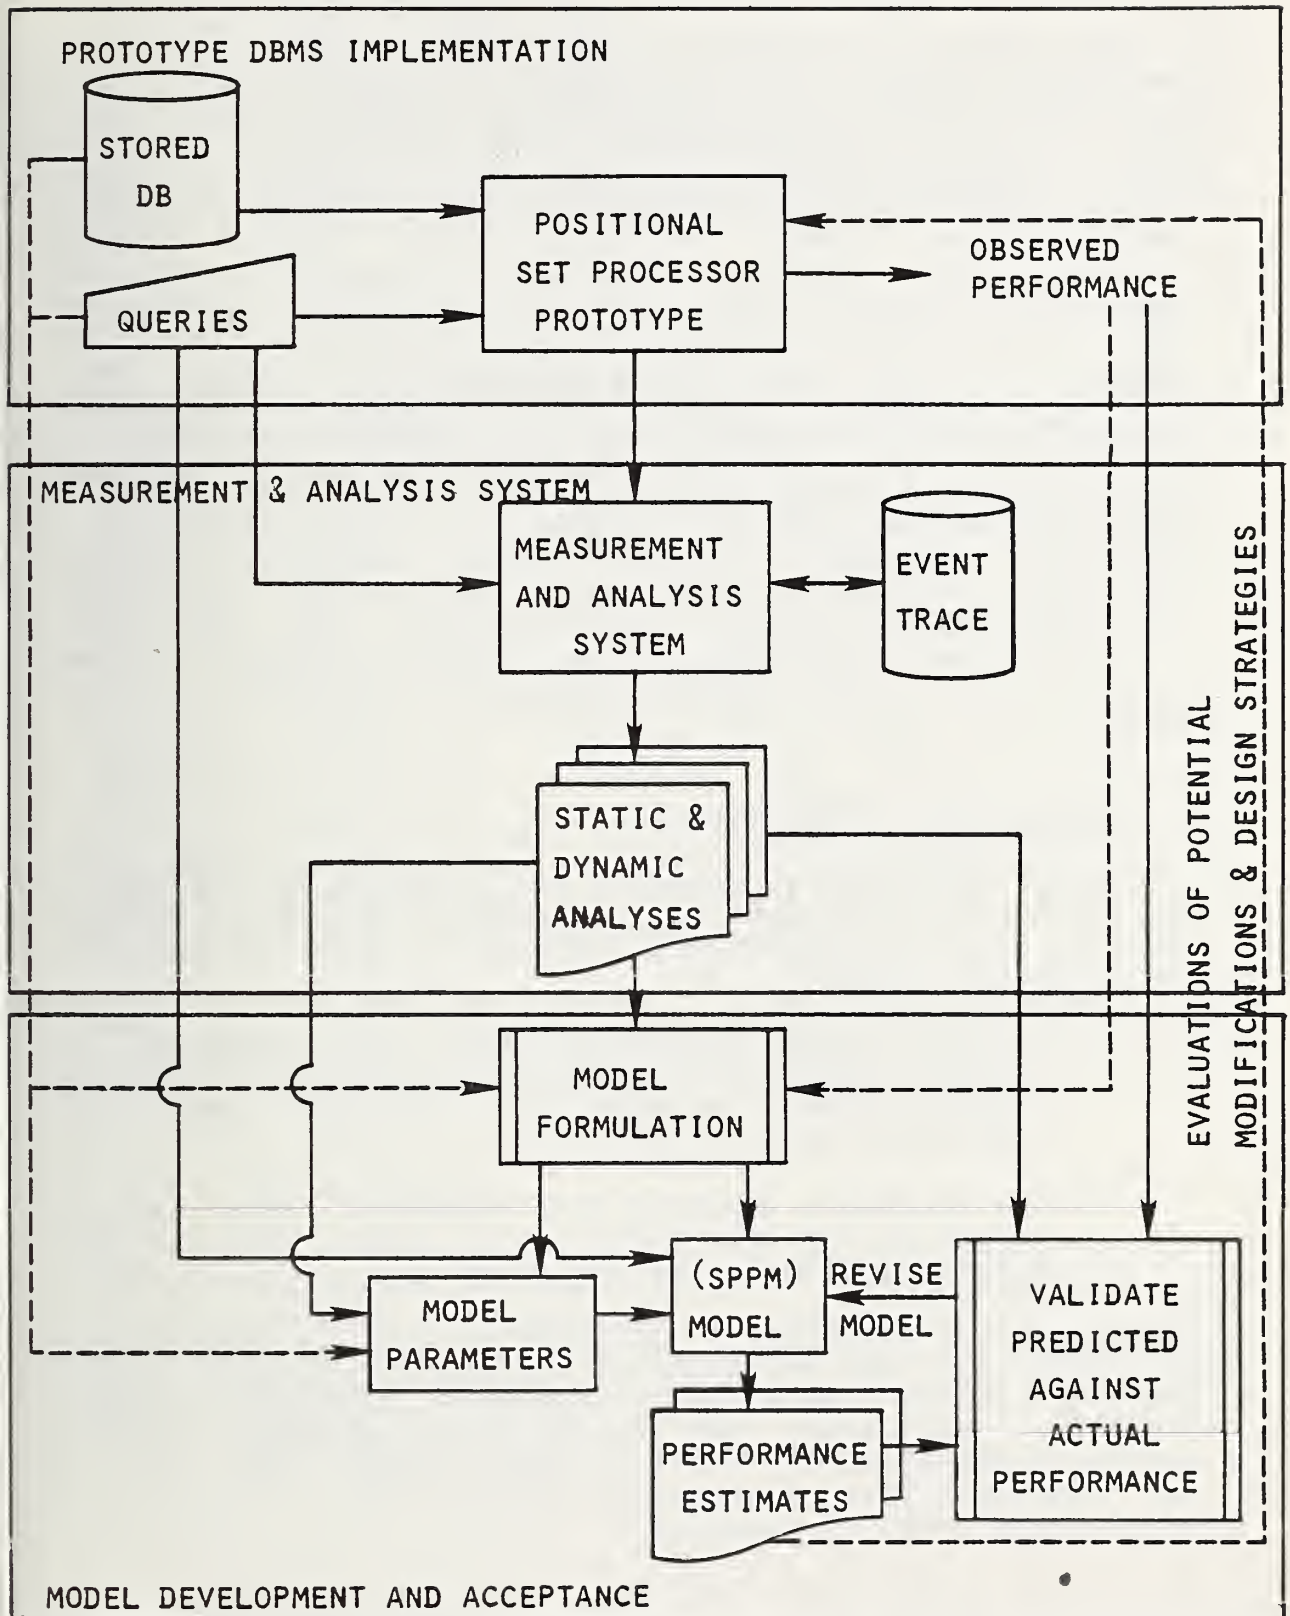 PROTOTYPE DBMS IMPLEMENTATION
STORED
DB
QUERIES
POSITIONAL
SET PROCESSOR
PROTOTYPE
OBSERVED
PERFORMANCE
MEASUREMENT & ANALYSIS SYSTEM
MEASUREMENT
AND ANALYSIS
SYSTEM
EVENT
TRACE
STATIC &
DYNAMIC
ANALYSES
EVALUATIONS OF POTENTIAL
MODIFICATIONS & DESIGN STRATEGIES
MODEL
FORMULATION
MODEL
PARAMETERS
(SPPM)
MODEL
REVISE
MODEL
VALIDATE
PREDICTED
AGAINST
ACTUAL
PERFORMANCE
PERFORMANCE
ESTIMATES
MODEL DEVELOPMENT AND ACCEPTANCE